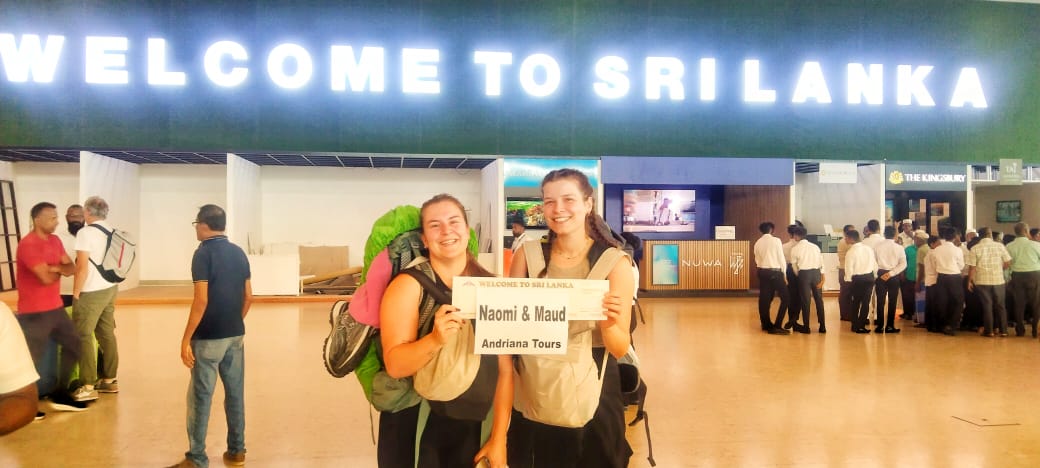 WELCOME TO SRI LANKA
THE KINGSBURY
NUWA
WELCOME TO SRI LANKA
Naomi & Maud
Andriana Tours